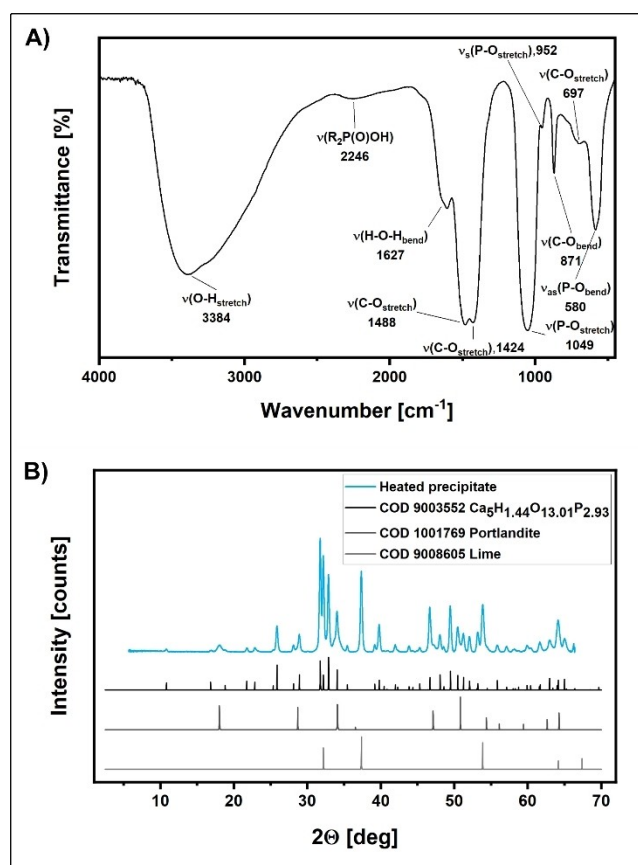 A)
Transmittance [%]
νs(P-Ostretch),952
ν(C-Ostretch)
697
ν(R2P(O)OH)
2246
ν(H-O-Hbend)
1627
ν(C-Obend)
871
ν(O-Hstretch)
3384
ν(C-Ostretch)
1488
νas(P-Obend)
580
ν(P-Ostretch)
1049
ν(C-Ostretch),1424
4000 3000 2000 1000
Wavenumber [cm-1]
B)
Intensity [counts]
Heated precipitate
COD 9003552 Ca5H1.44O13.01P2.93
COD 1001769 Portlandite
COD 9008605 Lime
10 20 30 40 50 60 70
2Θ [deg]